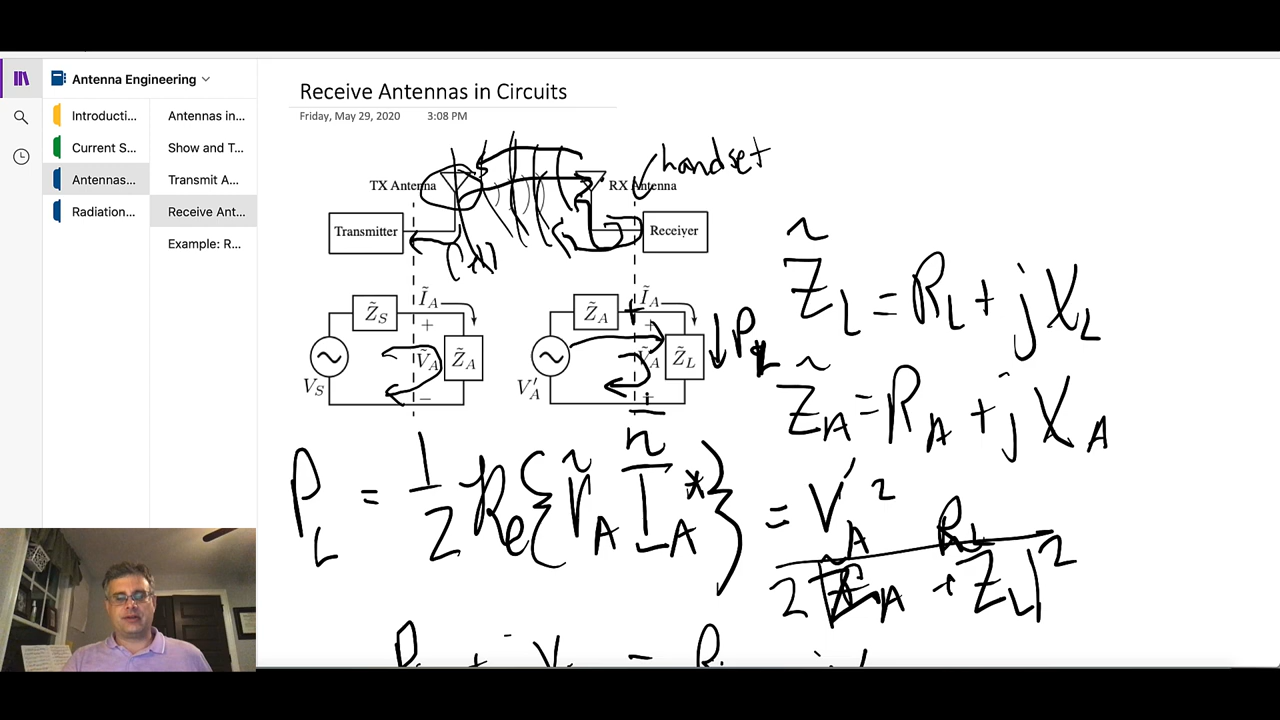 Antenna Engineering
Introducti...
Current S...
Antennas...
Radiation...
Antennas in...
Show and T...
Transmit A...
Receive Ant...
Example: R...
Receive Antennas in Circuits
Friday, May 29, 2020 3:08 PM
handset
TX Antenna
RX Antenna
Transmitter
Receiver
Z̃_L = R_L + jX_L
Ĩ_A
Ĩ_A
Z̃_S
Z̃_A
+
+
V_S
Ṽ_A
Z̃_A
V'_A
Ṽ_A
Z̃_L
↓P_L
−
Z̃_A = R_A + jX_A
P_L = 1/2 Re{Ṽ_A Ĩ_A*} = V'_A² R_L / 2|Z̃_A + Z̃_L|²